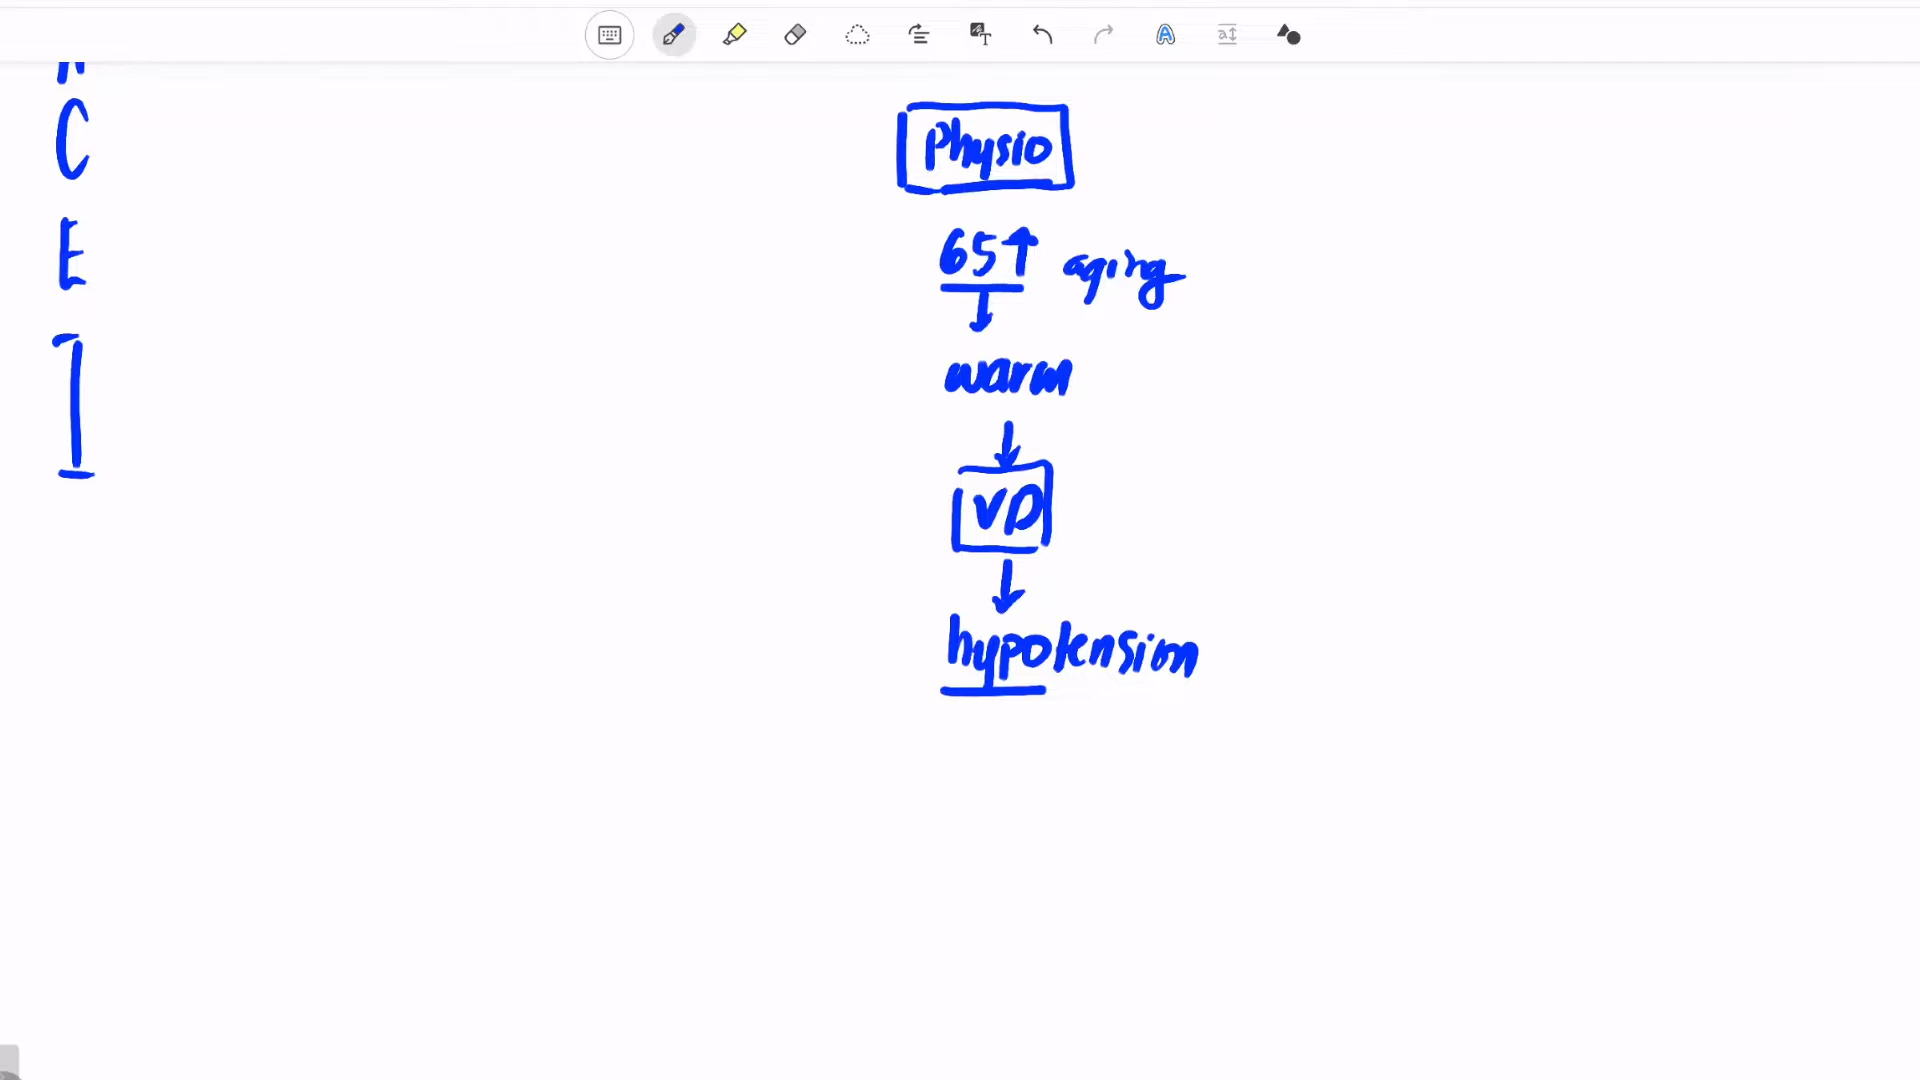 C
E
I
Physio
65↑ aging
↓
warm
↓
VD
↓
hypotension